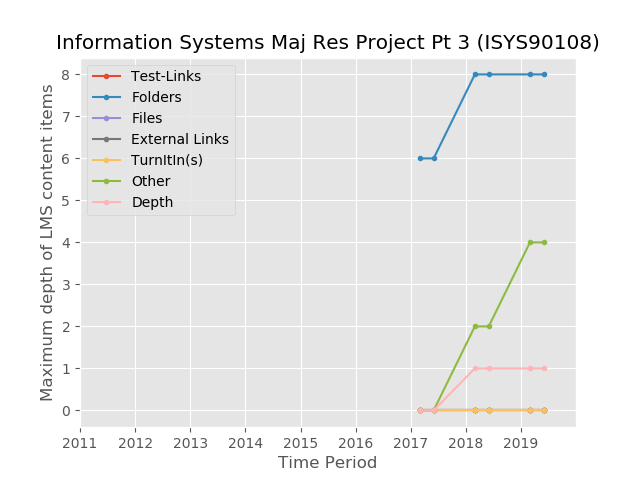 Information Systems Maj Res Project Pt 3 (ISYS90108)
Maximum depth of LMS content items
8
7
6
5
4
3
2
1
0
Test-Links
Folders
Files
External Links
TurnItIn(s)
Other
Depth
2011 2012 2013 2014 2015 2016 2017 2018 2019
Time Period